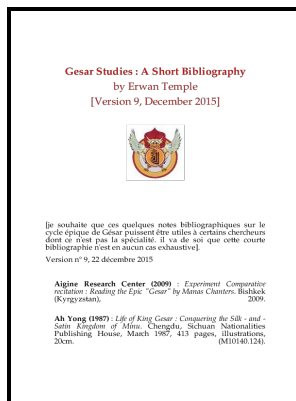 Gesar Studies : A Short Bibliography
by Erwan Temple
[Version 9, December 2015]
[je souhaite que ces quelques notes bibliographiques sur le
cycle épique de Gésar puissent être utiles à certains chercheurs
dont ce n'est pas la spécialité. il va de soi que cette courte
bibliographie n'est en aucun cas exhaustive].
Version n° 9, 22 décembre 2015
Aigine Research Center (2009) : Experiment Comparative
recitation : Reading the Epic "Gesar" by Manas Chanters. Bishkek
(Kyrgyzstan), 2009.
Ah Yong (1987) : Life of King Gesar : Conquering the Silk - and -
Satin Kingdom of Minu. Chengdu, Sichuan Nationalities
Publishing House, March 1987, 413 pages, illustrations,
20cm. (M10140.124).